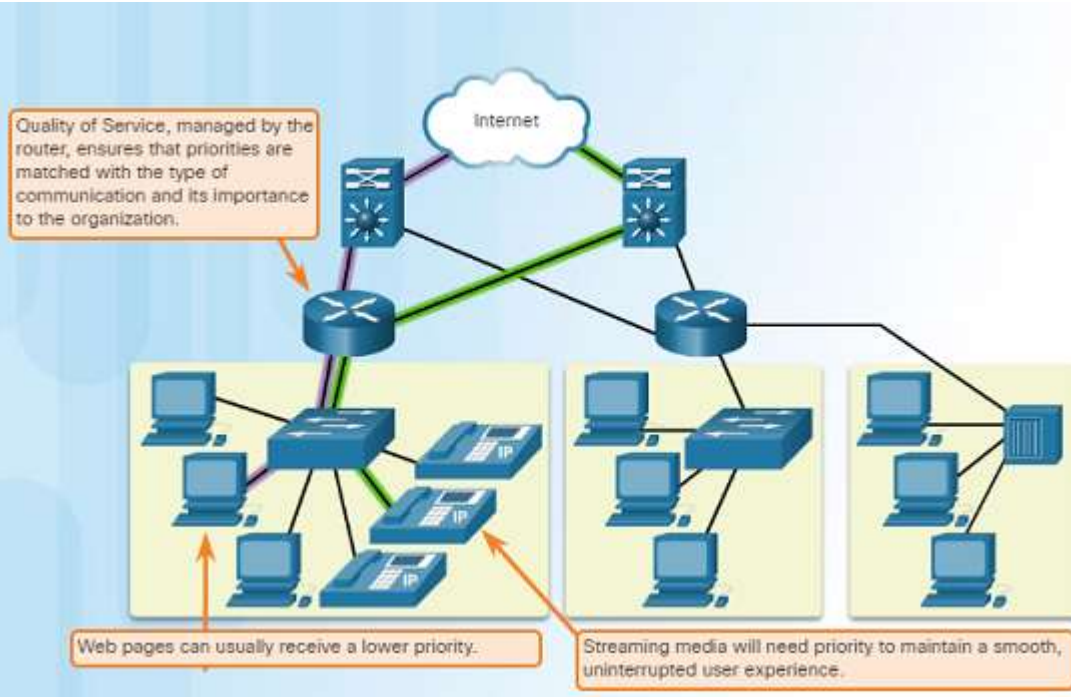 Internet
Quality of Service, managed by the
router, ensures that priorities are
matched with the type of
communication and its importance
to the organization.
IP
IP
IP
Web pages can usually receive a lower priority.
Streaming media will need priority to maintain a smooth,
uninterrupted user experience.